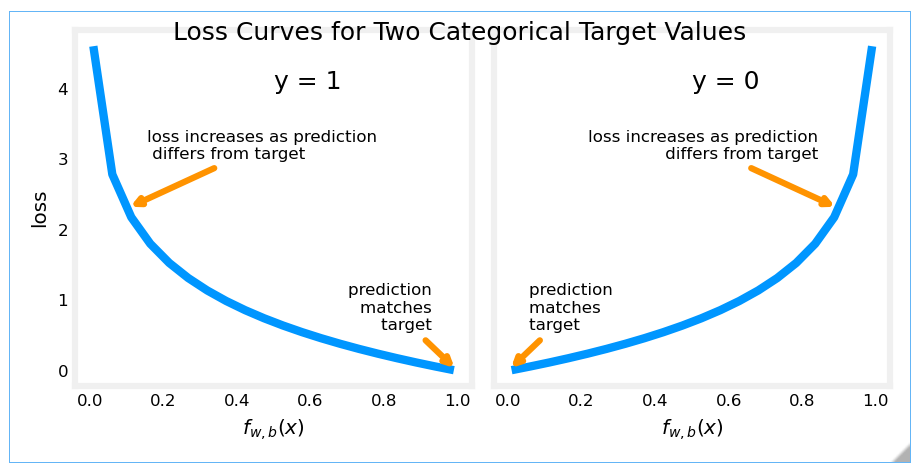 Loss Curves for Two Categorical Target Values
y = 1
loss increases as prediction
differs from target
prediction
matches
target
loss
4
3
2
1
0
0.0 0.2 0.4 0.6 0.8 1.0
f_{w,b}(x)
y = 0
loss increases as prediction
differs from target
prediction
matches
target
0.0 0.2 0.4 0.6 0.8 1.0
f_{w,b}(x)